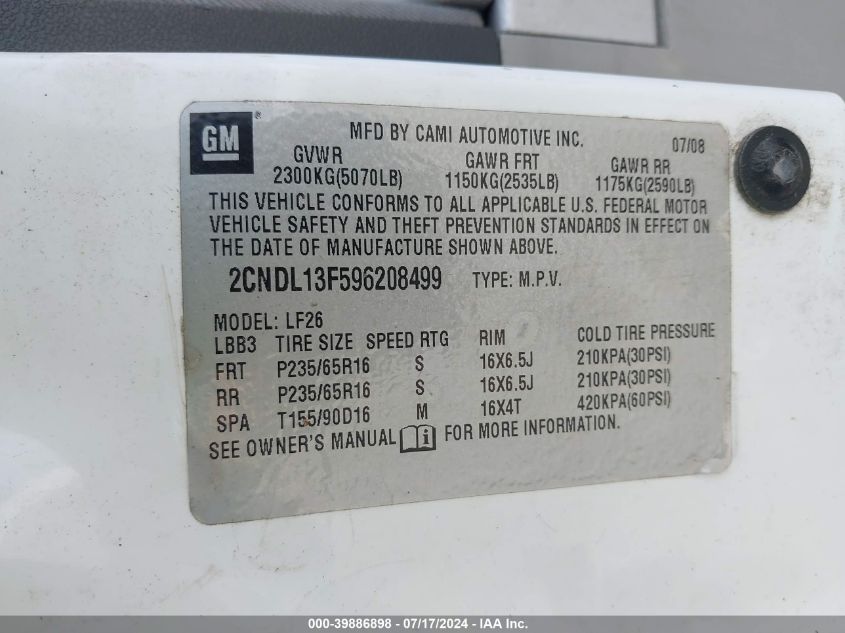 GM ®
MFD BY CAMI AUTOMOTIVE INC. 07/08
GVWR GAWR FRT GAWR RR
2300KG(5070LB) 1150KG(2535LB) 1175KG(2590LB)
THIS VEHICLE CONFORMS TO ALL APPLICABLE U.S. FEDERAL MOTOR
VEHICLE SAFETY AND THEFT PREVENTION STANDARDS IN EFFECT ON
THE DATE OF MANUFACTURE SHOWN ABOVE.
2CNDL13F596208499 TYPE: M.P.V.
MODEL: LF26
LBB3 TIRE SIZE SPEED RTG RIM COLD TIRE PRESSURE
FRT P235/65R16 S 16X6.5J 210KPA(30PSI)
RR P235/65R16 S 16X6.5J 210KPA(30PSI)
SPA T155/90D16 M 16X4T 420KPA(60PSI)
SEE OWNER'S MANUAL i FOR MORE INFORMATION.
000-39886898 - 07/17/2024 - IAA Inc.